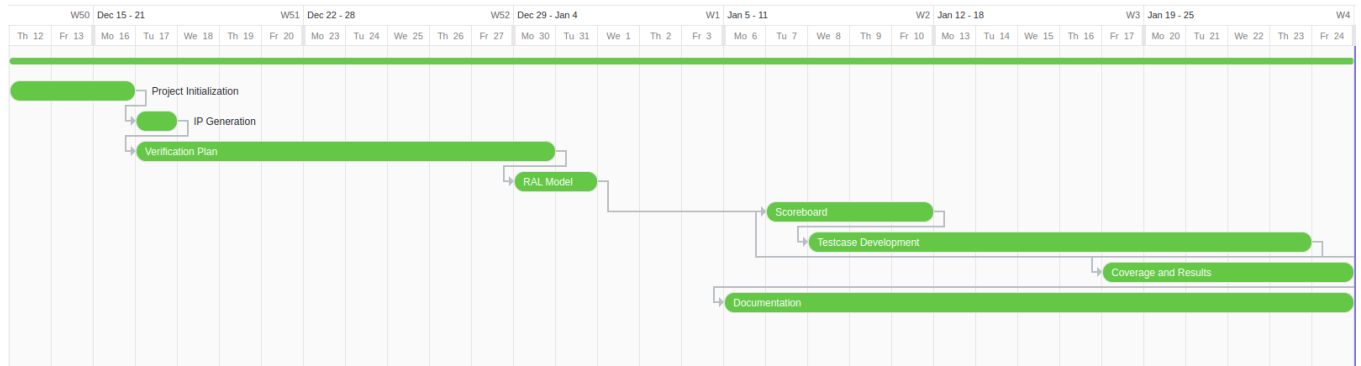 W50 Dec 15 - 21 W51 Dec 22 - 28 W52 Dec 29 - Jan 4 W1 Jan 5 - 11 W2 Jan 12 - 18 W3 Jan 19 - 25 W4
Th 12 Fr 13 Mo 16 Tu 17 We 18 Th 19 Fr 20 Mo 23 Tu 24 We 25 Th 26 Fr 27 Mo 30 Tu 31 We 1 Th 2 Fr 3 Mo 6 Tu 7 We 8 Th 9 Fr 10 Mo 13 Tu 14 We 15 Th 16 Fr 17 Mo 20 Tu 21 We 22 Th 23 Fr 24
Project Initialization
IP Generation
Verification Plan
RAL Model
Scoreboard
Testcase Development
Coverage and Results
Documentation